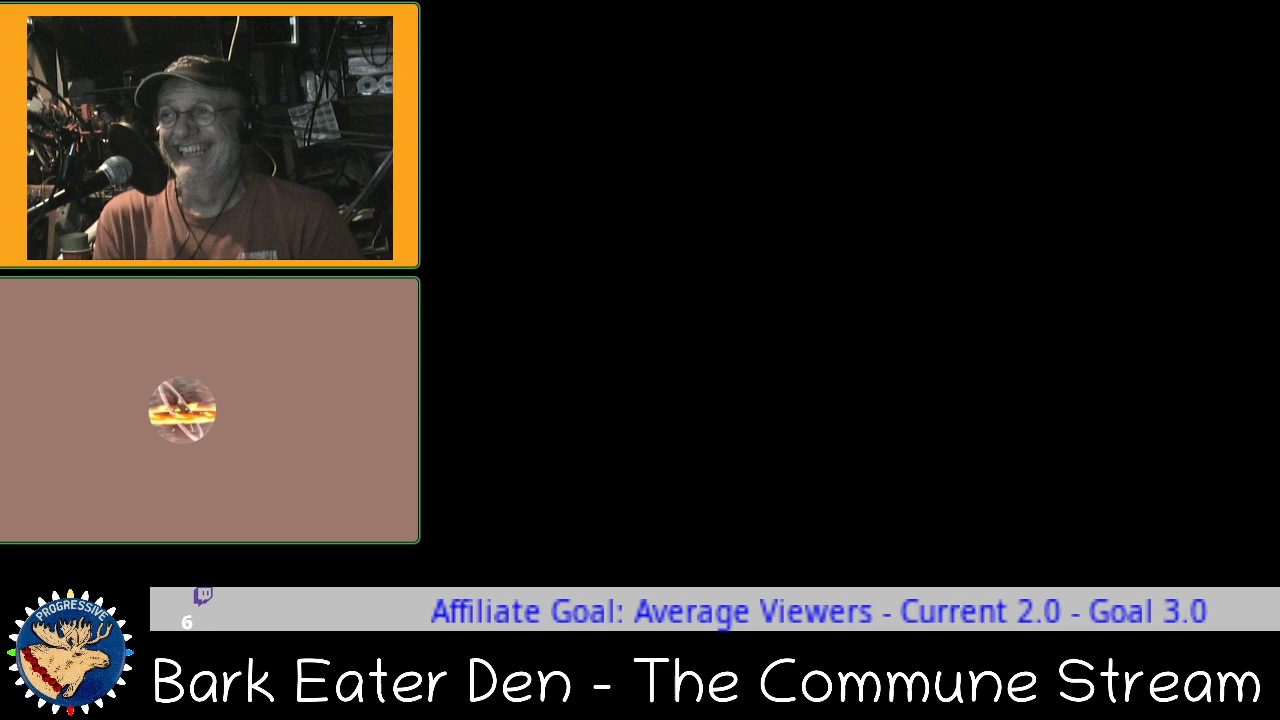 PROGRESSIVE
6
Affiliate Goal: Average Viewers - Current 2.0 - Goal 3.0
Bark Eater Den - The Commune Stream